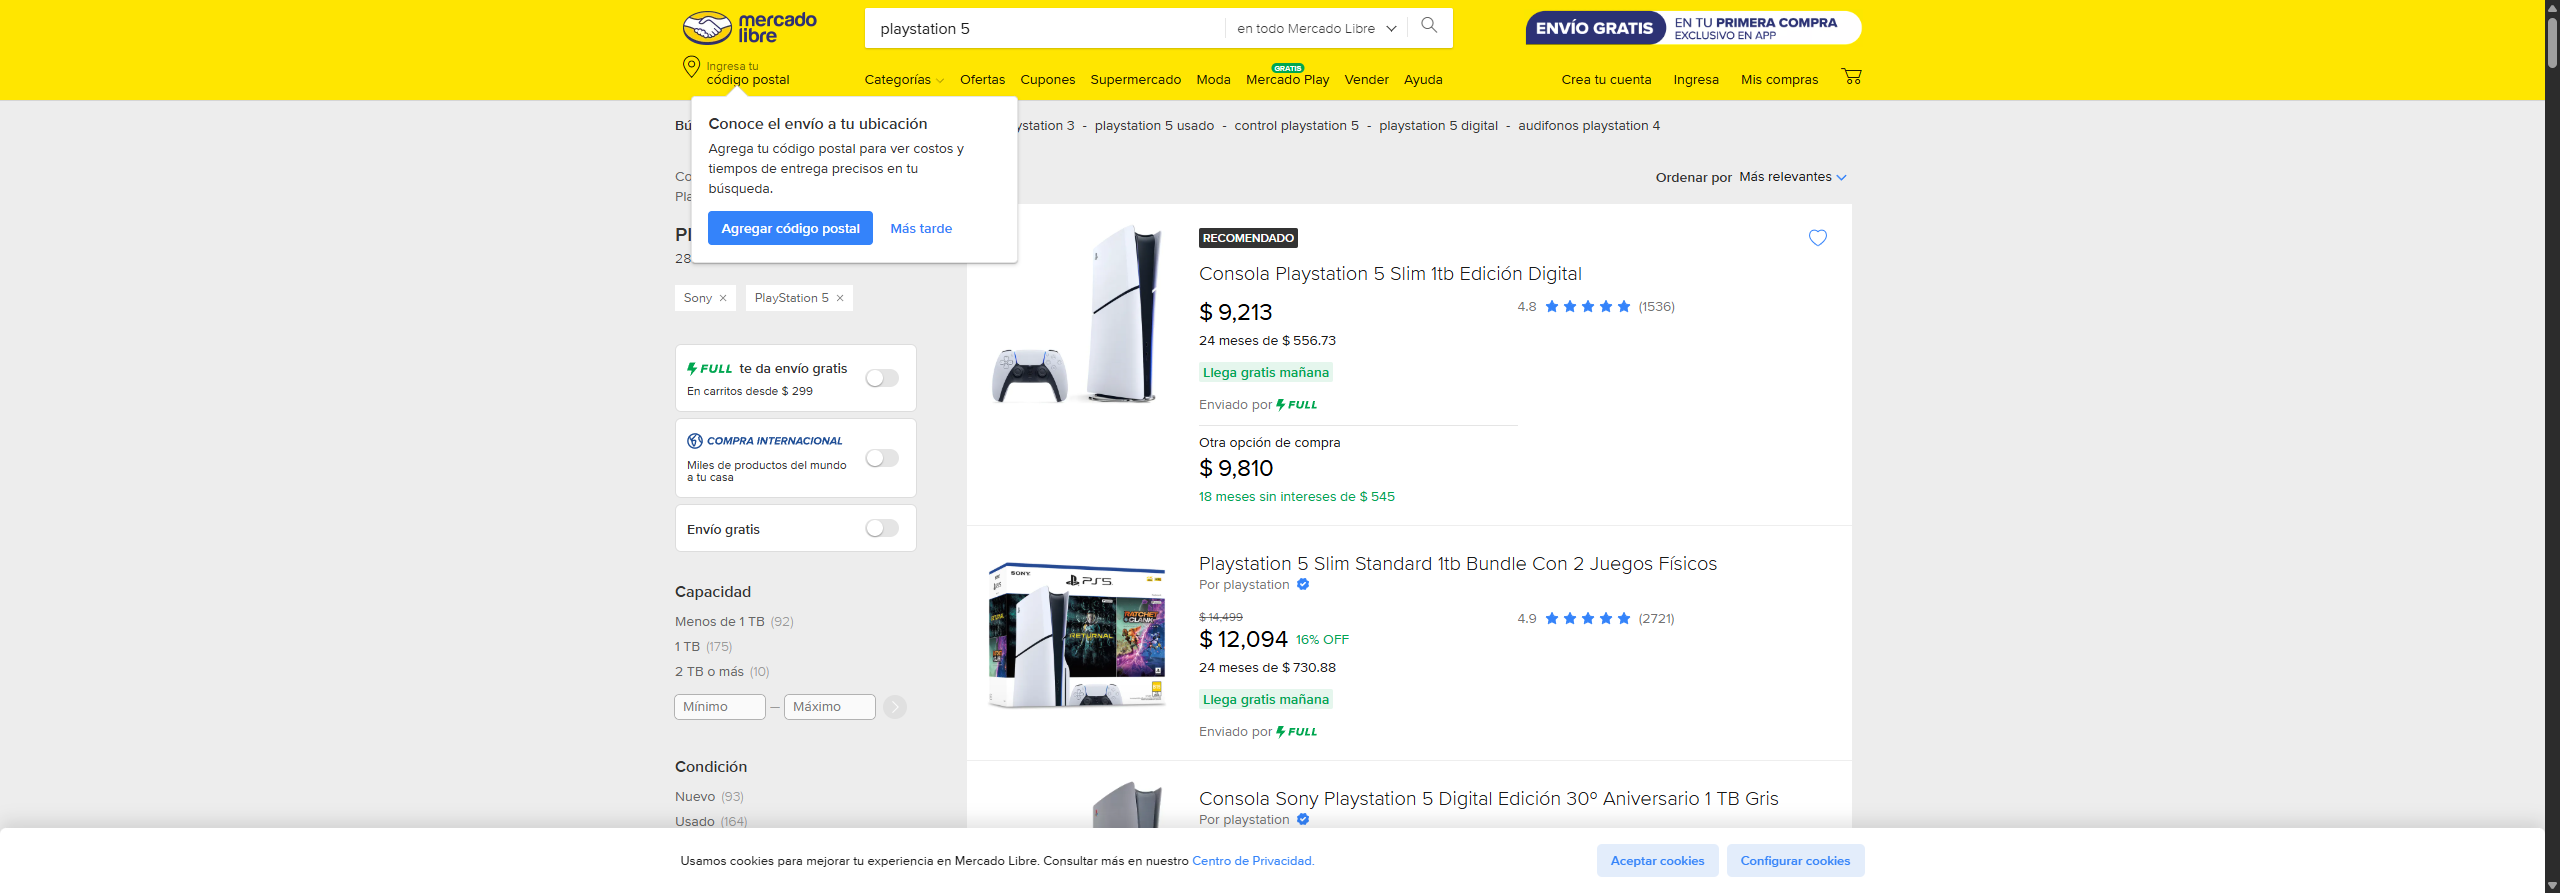 mercado
libre
playstation 5
en todo Mercado Libre
ENVÍO GRATIS
EN TU PRIMERA COMPRA
EXCLUSIVO EN APP
Ingresa tu
código postal
Categorías
Ofertas
Cupones
Supermercado
Moda
GRATIS
Mercado Play
Vender
Ayuda
Crea tu cuenta
Ingresa
Mis compras
Conoce el envío a tu ubicación
Agrega tu código postal para ver costos y
tiempos de entrega precisos en tu
búsqueda.
Agregar código postal
Más tarde
Bú
ystation 3 - playstation 5 usado - control playstation 5 - playstation 5 digital - audifonos playstation 4
Co
Pla
Pl
28
Ordenar por Más relevantes
Sony ×
PlayStation 5 ×
FULL te da envío gratis
En carritos desde $ 299
COMPRA INTERNACIONAL
Miles de productos del mundo
a tu casa
Envío gratis
Capacidad
Menos de 1 TB (92)
1 TB (175)
2 TB o más (10)
Mínimo — Máximo
Condición
Nuevo (93)
Usado (164)
RECOMENDADO
Consola Playstation 5 Slim 1tb Edición Digital
$ 9,213
4.8 (1536)
24 meses de $ 556.73
Llega gratis mañana
Enviado por FULL
Otra opción de compra
$ 9,810
18 meses sin intereses de $ 545
SONY
PS5
RETURNAL
RATCHET
CLANK
Playstation 5 Slim Standard 1tb Bundle Con 2 Juegos Físicos
Por playstation
$ 14,499
$ 12,094 16% OFF
4.9 (2721)
24 meses de $ 730.88
Llega gratis mañana
Enviado por FULL
Consola Sony Playstation 5 Digital Edición 30º Aniversario 1 TB Gris
Por playstation
Usamos cookies para mejorar tu experiencia en Mercado Libre. Consultar más en nuestro Centro de Privacidad.
Aceptar cookies
Configurar cookies